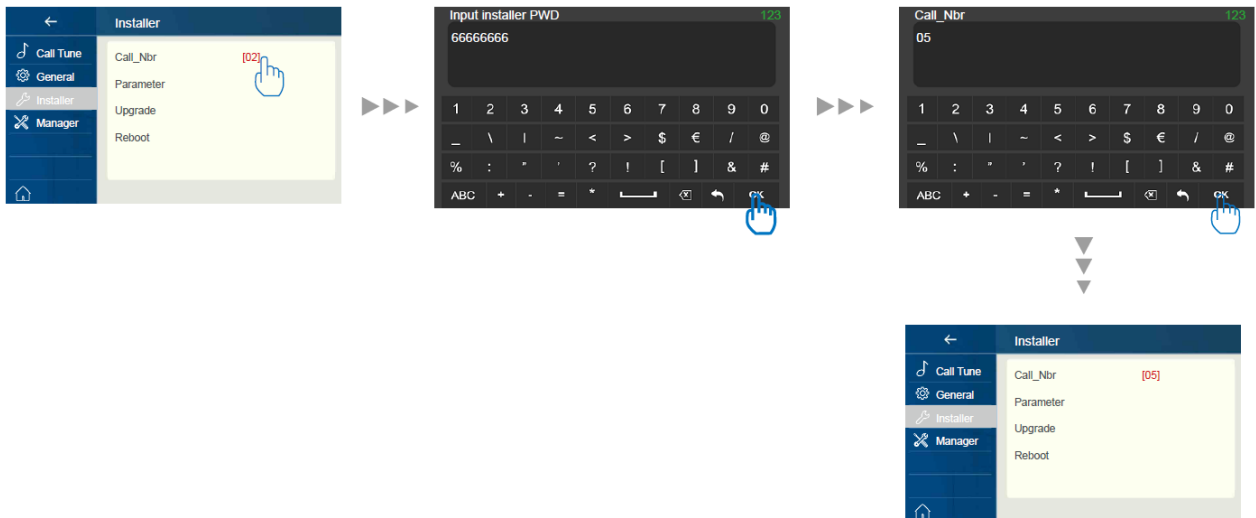 Installer
Call Tune
General
Installer
Manager
Call_Nbr [02]
Parameter
Upgrade
Reboot
Input installer PWD 123
66666666
1 2 3 4 5 6 7 8 9 0
_ \ | ~ < > $ € / @
% : " ' ? ! [ ] & #
ABC + - = * OK
Call_Nbr 123
05
1 2 3 4 5 6 7 8 9 0
_ \ | ~ < > $ € / @
% : " ' ? ! [ ] & #
ABC + - = * OK
Installer
Call Tune
General
Installer
Manager
Call_Nbr [05]
Parameter
Upgrade
Reboot